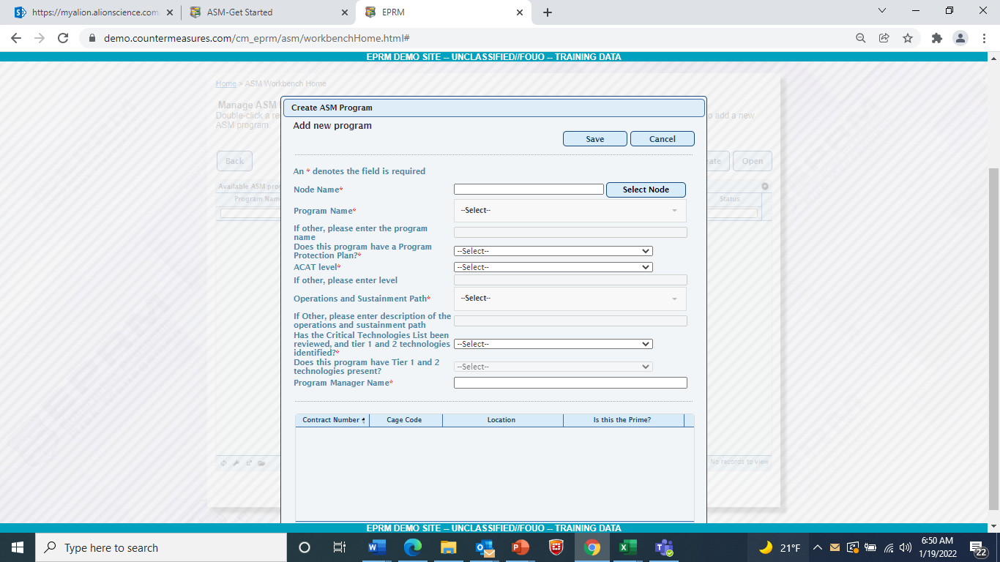 https://myalion.alionscience.com
ASM-Get Started
EPRM
demo.countermeasures.com/cm_eprm/asm/workbenchHome.html#
EPRM DEMO SITE -- UNCLASSIFIED//FOUO -- TRAINING DATA
Home > ASM Workbench Home
Manage ASM
Double-click a re
o add a new
ASM program.
Create ASM Program
Add new program
Save
Cancel
Back
ate
Open
An * denotes the field is required
Available ASM prog
Program Nam
Status
Node Name*
Select Node
Program Name*
--Select--
If other, please enter the program
name
Does this program have a Program
Protection Plan?*
--Select--
ACAT level*
--Select--
If other, please enter level
Operations and Sustainment Path*
--Select--
If Other, please enter description of the
operations and sustainment path
Has the Critical Technologies List been
reviewed, and tier 1 and 2 technologies
identified?*
--Select--
Does this program have Tier 1 and 2
technologies present?
--Select--
Program Manager Name*
Contract Number
Cage Code
Location
Is this the Prime?
No records to view
EPRM DEMO SITE -- UNCLASSIFIED//FOUO -- TRAINING DATA
Type here to search
21°F
6:50 AM
1/19/2022
22